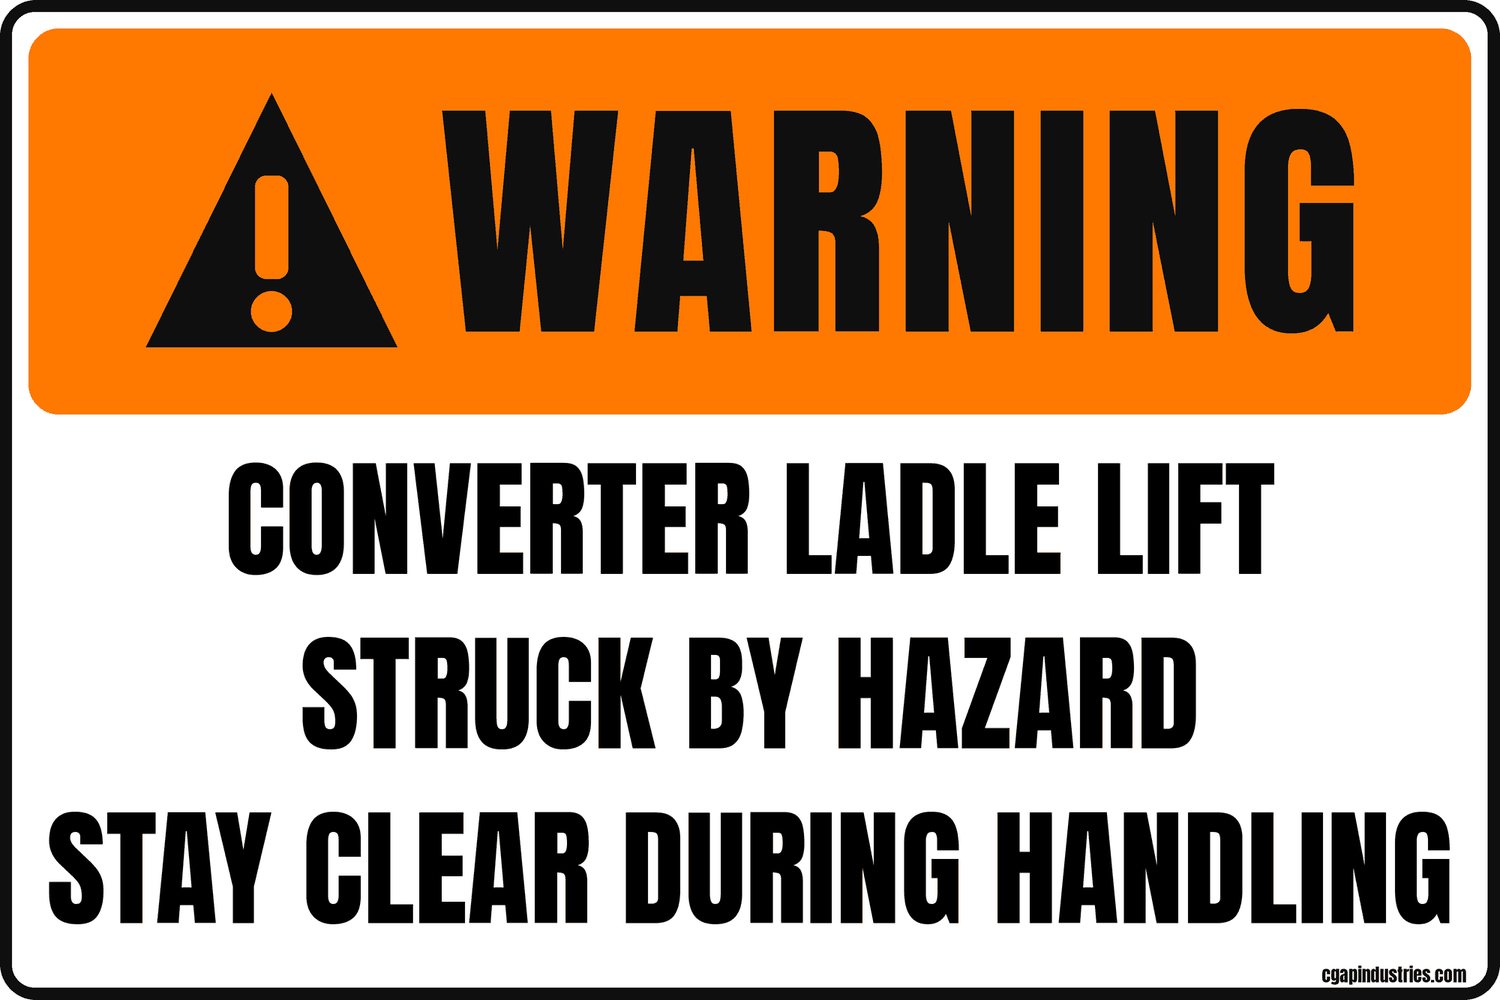 WARNING
CONVERTER LADLE LIFT
STRUCK BY HAZARD
STAY CLEAR DURING HANDLING
cgapindustries.com